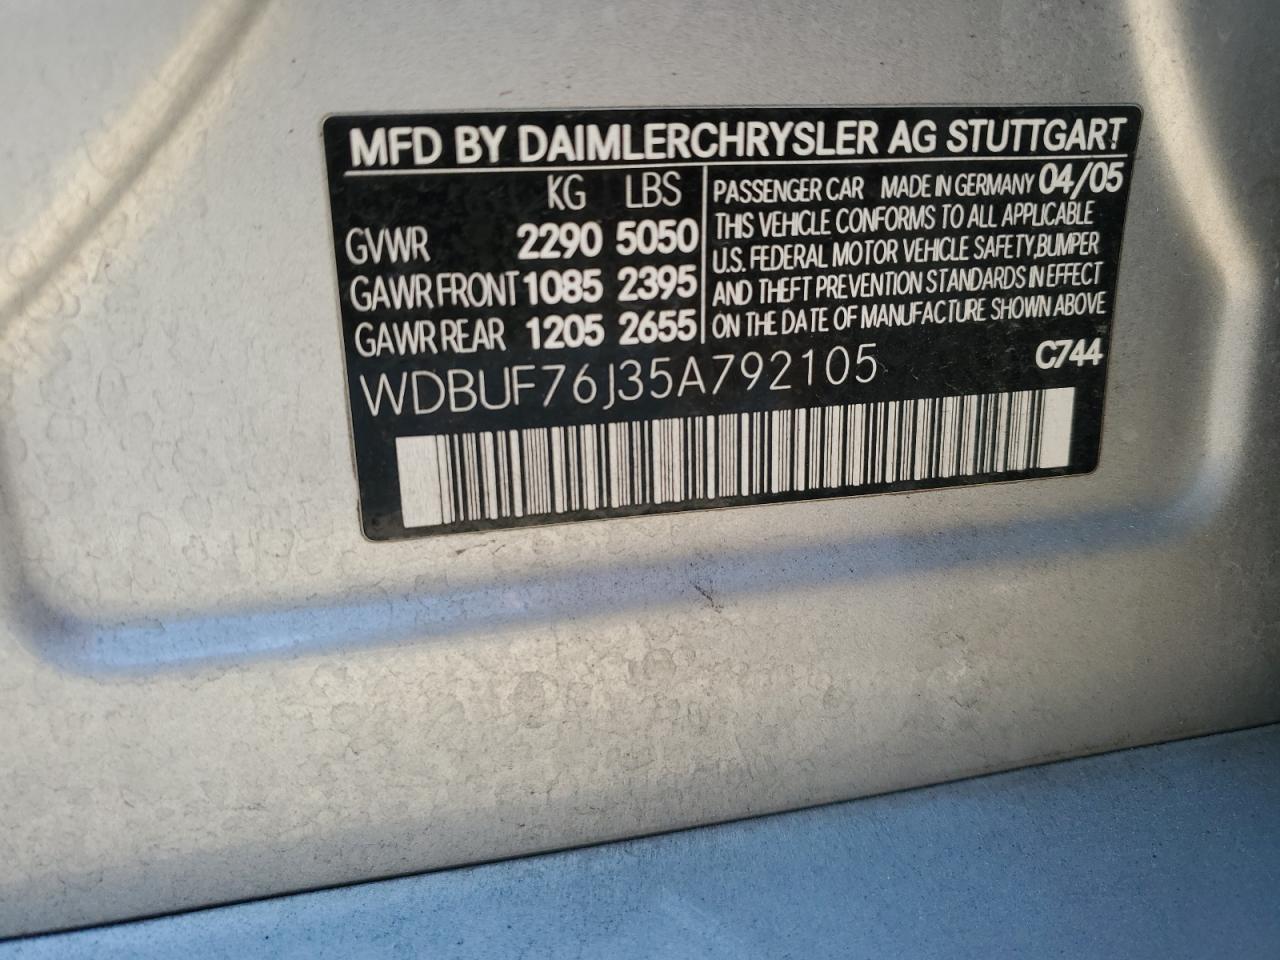 MFD BY DAIMLERCHRYSLER AG STUTTGART
KG LBS
GVWR 2290 5050
GAWR FRONT 1085 2395
GAWR REAR 1205 2655
PASSENGER CAR MADE IN GERMANY 04/05
THIS VEHICLE CONFORMS TO ALL APPLICABLE
U.S. FEDERAL MOTOR VEHICLE SAFETY,BUMPER
AND THEFT PREVENTION STANDARDS IN EFFECT
ON THE DATE OF MANUFACTURE SHOWN ABOVE
WDBUF76J35A792105
C744